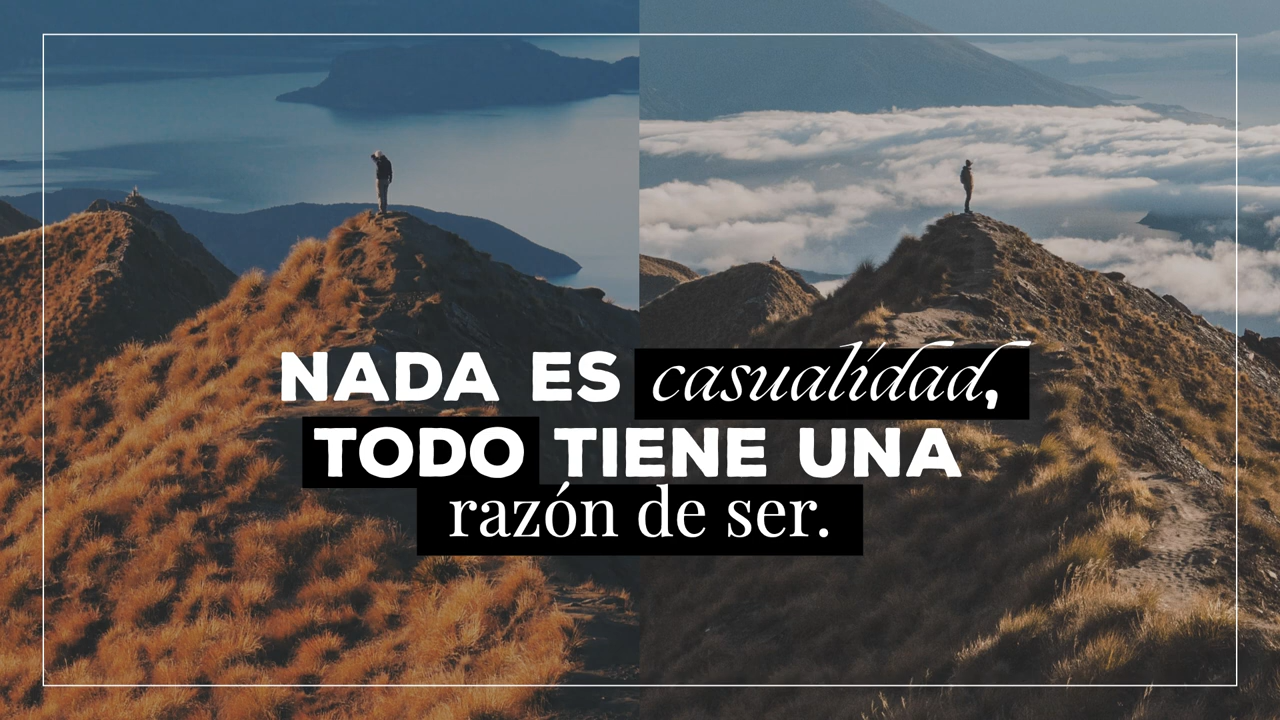 NADA ES casualidad,
TODO TIENE UNA
razón de ser.